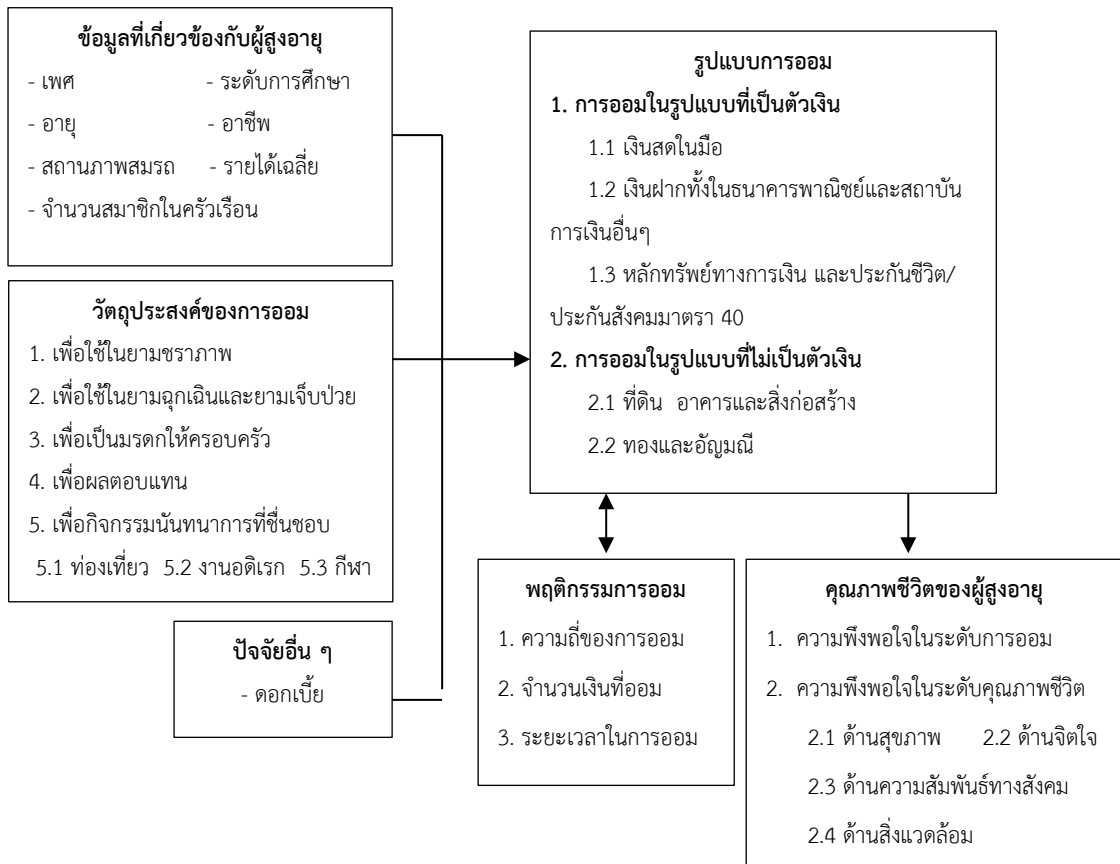 ข้อมูลที่เกี่ยวข้องกับผู้สูงอายุ
- เพศ - ระดับการศึกษา
- อายุ - อาชีพ
- สถานภาพสมรถ - รายได้เฉลี่ย
- จำนวนสมาชิกในครัวเรือน
วัตถุประสงค์ของการออม
1. เพื่อใช้ในยามชราภาพ
2. เพื่อใช้ในยามฉุกเฉินและยามเจ็บป่วย
3. เพื่อเป็นมรดกให้ครอบครัว
4. เพื่อผลตอบแทน
5. เพื่อกิจกรรมนันทนาการที่ชื่นชอบ
5.1 ท่องเที่ยว 5.2 งานอดิเรก 5.3 กีฬา
ปัจจัยอื่น ๆ
- ดอกเบี้ย
รูปแบบการออม
1. การออมในรูปแบบที่เป็นตัวเงิน
1.1 เงินสดในมือ
1.2 เงินฝากทั้งในธนาคารพาณิชย์และสถาบัน
การเงินอื่นๆ
1.3 หลักทรัพย์ทางการเงิน และประกันชีวิต/
ประกันสังคมมาตรา 40
2. การออมในรูปแบบที่ไม่เป็นตัวเงิน
2.1 ที่ดิน อาคารและสิ่งก่อสร้าง
2.2 ทองและอัญมณี
พฤติกรรมการออม
1. ความถี่ของการออม
2. จำนวนเงินที่ออม
3. ระยะเวลาในการออม
คุณภาพชีวิตของผู้สูงอายุ
1. ความพึงพอใจในระดับการออม
2. ความพึงพอใจในระดับคุณภาพชีวิต
2.1 ด้านสุขภาพ 2.2 ด้านจิตใจ
2.3 ด้านความสัมพันธ์ทางสังคม
2.4 ด้านสิ่งแวดล้อม